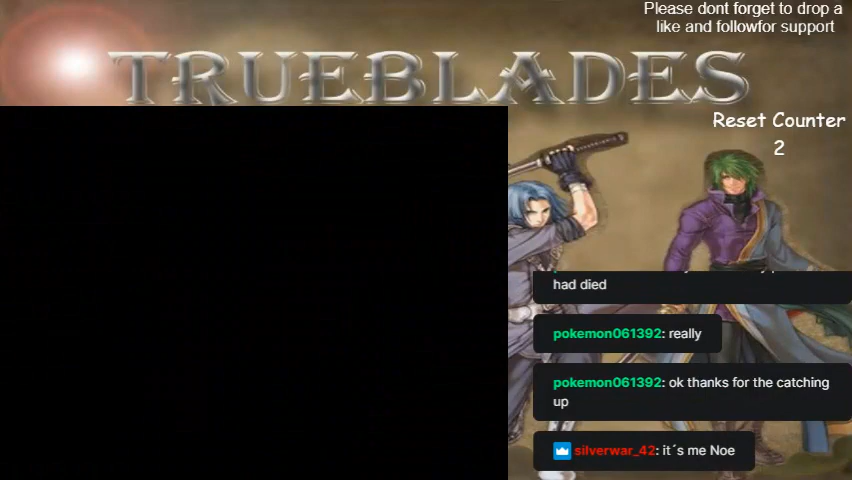 Please dont forget to drop a
like and followfor support
TRUEBLADES
Reset Counter
2
had died
pokemon061392: really
pokemon061392: ok thanks for the catching
up
silverwar_42: it´s me Noe